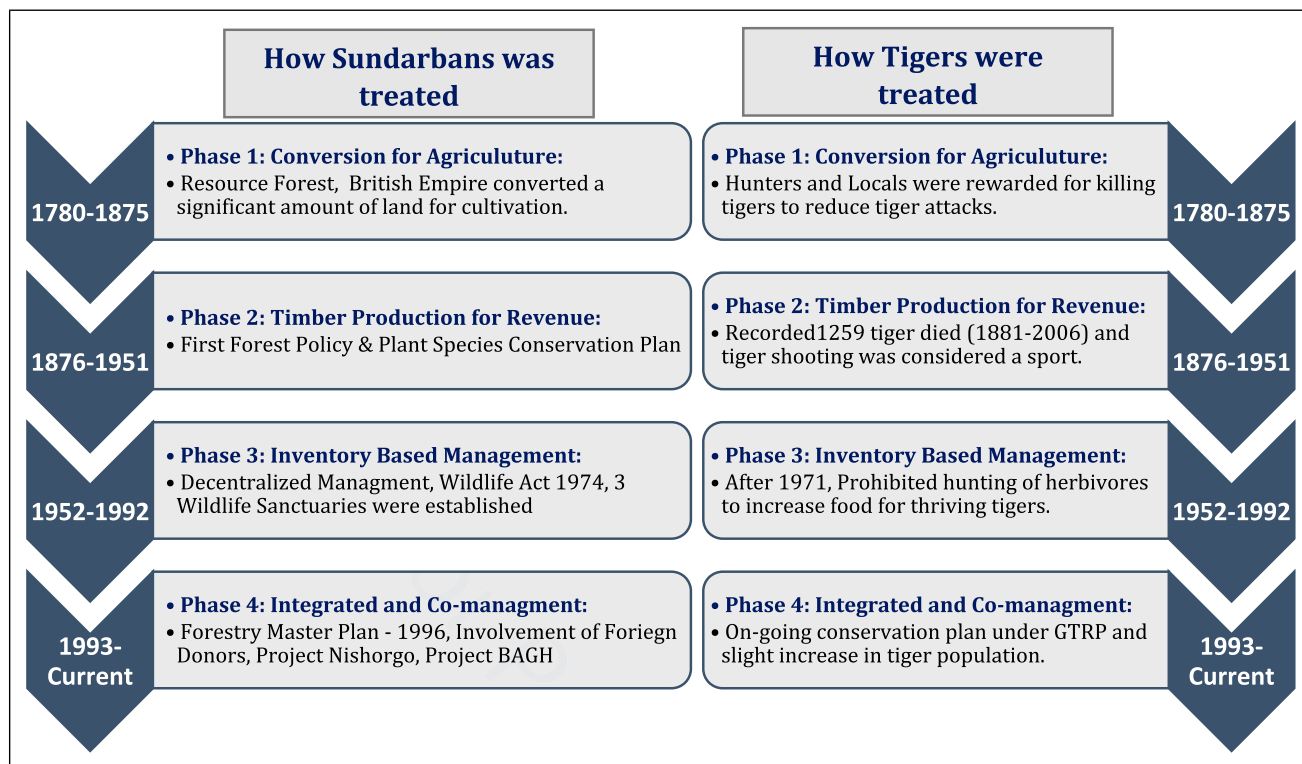 How Sundarbans was
treated
How Tigers were
treated
1780-1875
• Phase 1: Conversion for Agriculuture:
• Resource Forest, British Empire converted a
significant amount of land for cultivation.
• Phase 1: Conversion for Agriculuture:
• Hunters and Locals were rewarded for killing
tigers to reduce tiger attacks.
1780-1875
1876-1951
• Phase 2: Timber Production for Revenue:
• First Forest Policy & Plant Species Conservation Plan
• Phase 2: Timber Production for Revenue:
• Recorded1259 tiger died (1881-2006) and
tiger shooting was considered a sport.
1876-1951
1952-1992
• Phase 3: Inventory Based Management:
• Decentralized Managment, Wildlife Act 1974, 3
Wildlife Sanctuaries were established
• Phase 3: Inventory Based Management:
• After 1971, Prohibited hunting of herbivores
to increase food for thriving tigers.
1952-1992
1993-
Current
• Phase 4: Integrated and Co-managment:
• Forestry Master Plan - 1996, Involvement of Foriegn
Donors, Project Nishorgo, Project BAGH
• Phase 4: Integrated and Co-managment:
• On-going conservation plan under GTRP and
slight increase in tiger population.
1993-
Current